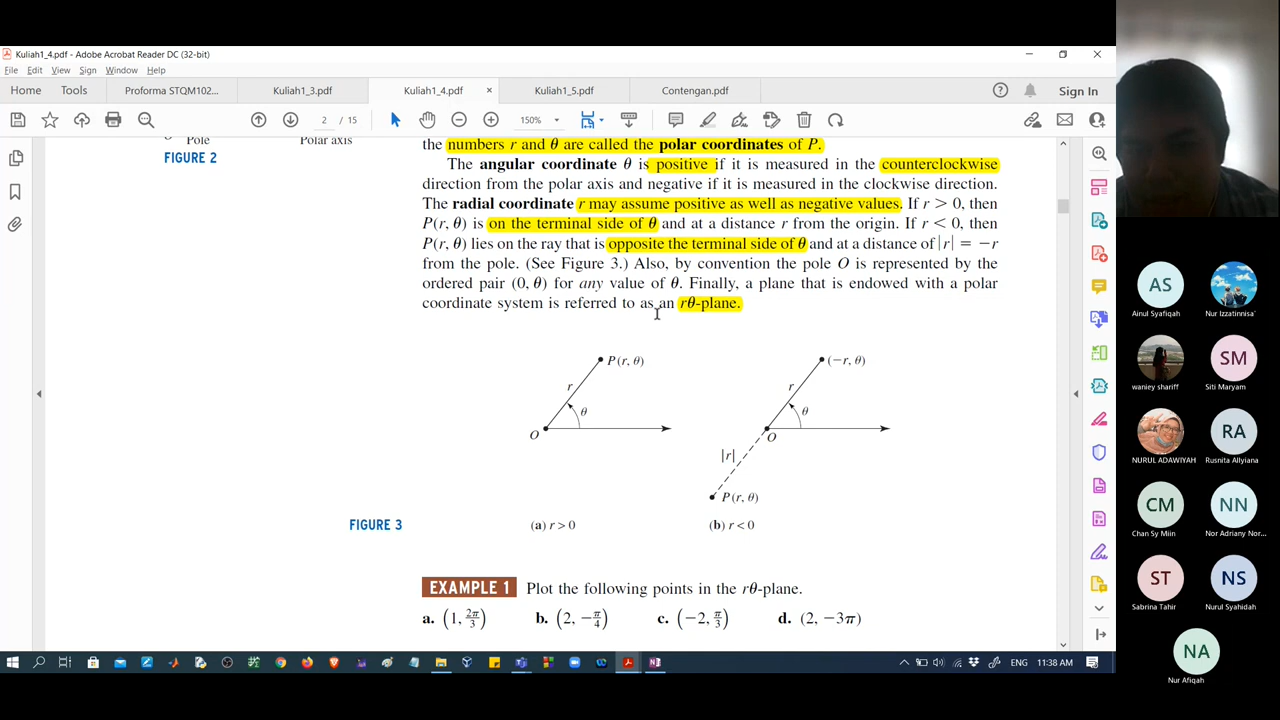 Kuliah1_4.pdf - Adobe Acrobat Reader DC (32-bit)
File Edit View Sign Window Help
Home Tools Proforma STQM102... Kuliah1_3.pdf Kuliah1_4.pdf × Kuliah1_5.pdf Contengan.pdf Sign In
2 / 15 150%
Pole Polar axis
FIGURE 2
the numbers r and θ are called the polar coordinates of P.
The angular coordinate θ is positive if it is measured in the counterclockwise
direction from the polar axis and negative if it is measured in the clockwise direction.
The radial coordinate r may assume positive as well as negative values. If r > 0, then
P(r, θ) is on the terminal side of θ and at a distance r from the origin. If r < 0, then
P(r, θ) lies on the ray that is opposite the terminal side of θ and at a distance of |r| = −r
from the pole. (See Figure 3.) Also, by convention the pole O is represented by the
ordered pair (0, θ) for any value of θ. Finally, a plane that is endowed with a polar
coordinate system is referred to as an rθ-plane.
P(r, θ) (−r, θ)
r r
θ θ
O O
|r|
P(r, θ)
FIGURE 3 (a) r > 0 (b) r < 0
EXAMPLE 1 Plot the following points in the rθ-plane.
a. (1, 2π/3) b. (2, −π/4) c. (−2, π/3) d. (2, −3π)
ENG 11:38 AM
AS
Ainul Syafiqah Nur Izzatinnisa'
SM
waniey shariff Siti Maryam
RA
NURUL ADAWIYAH Rusnita Allyiana
CM NN
Chan Sy Miin Nor Adriany Nor...
ST NS
Sabrina Tahir Nurul Syahidah
NA
Nur Afiqah